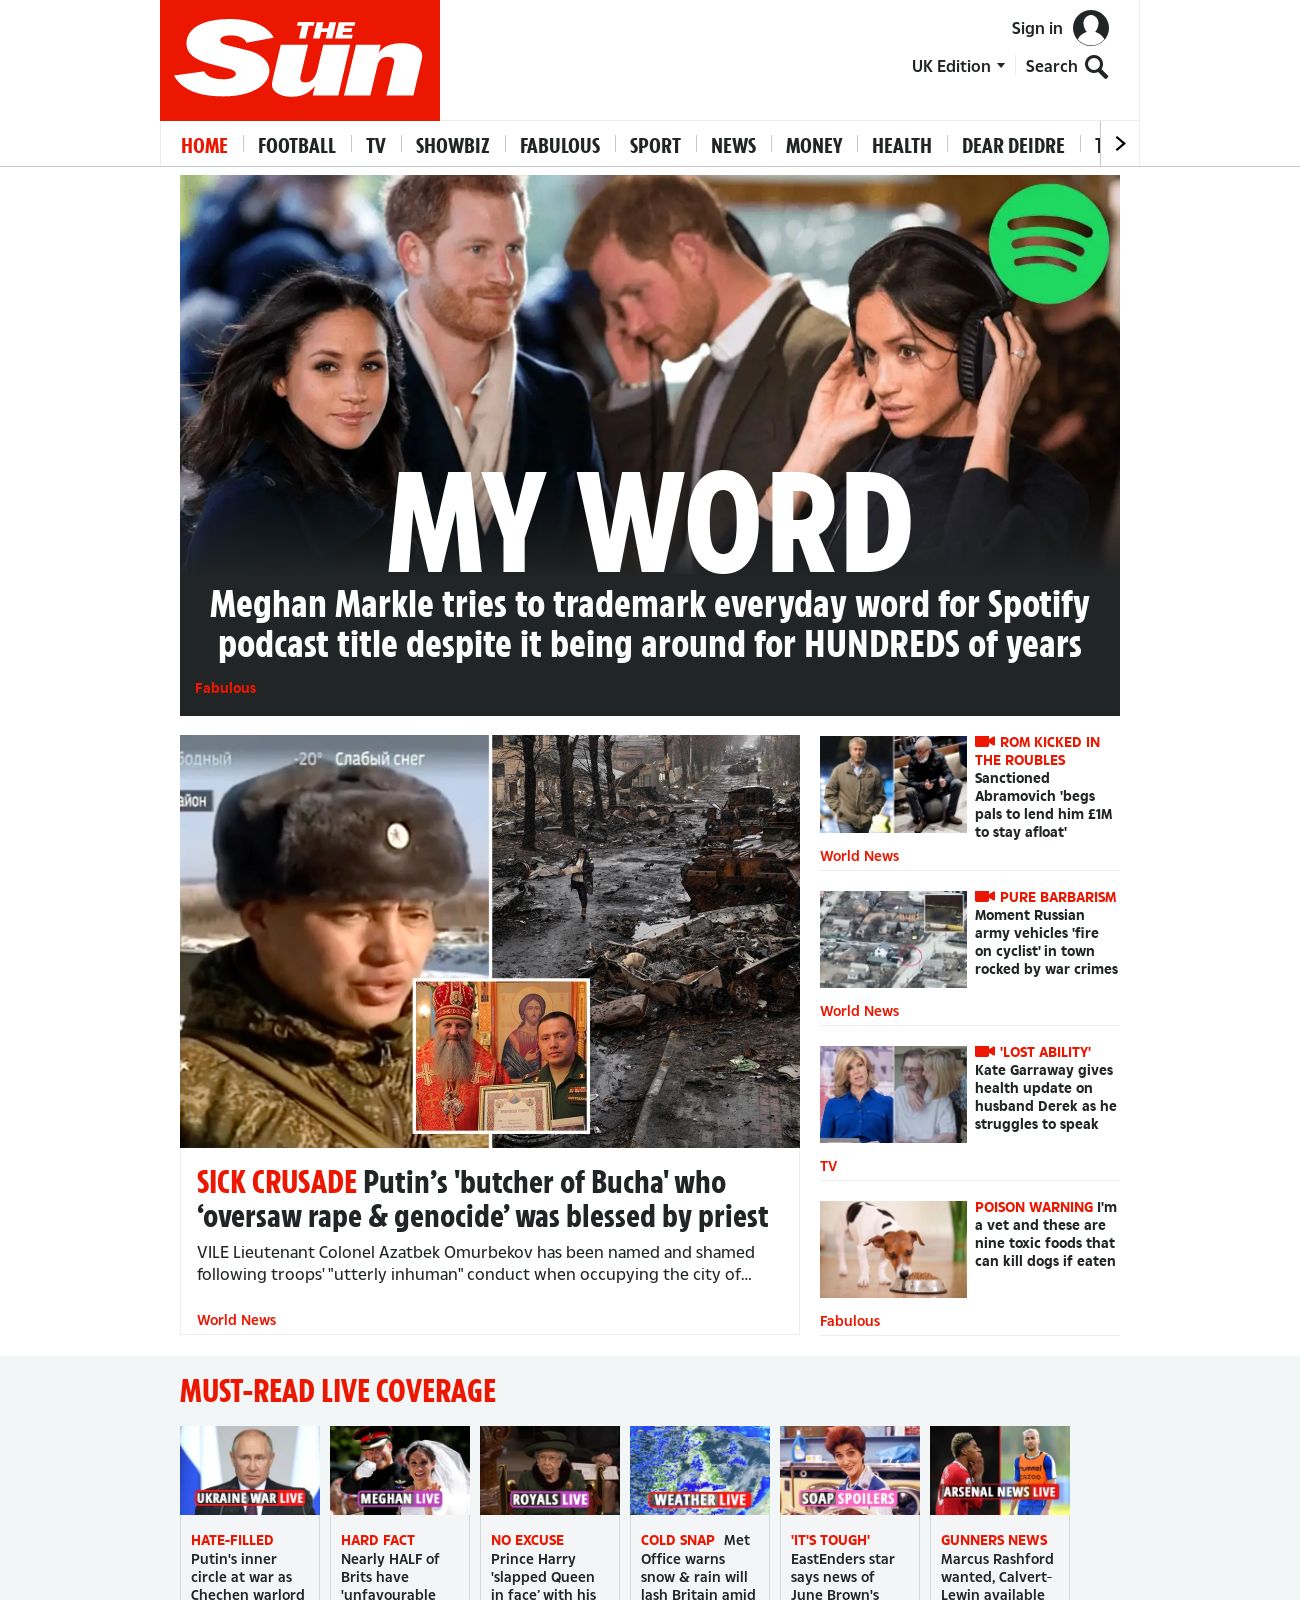 THE
Sun
Sign in
UK Edition
Search
HOME
FOOTBALL
TV
SHOWBIZ
FABULOUS
SPORT
NEWS
MONEY
HEALTH
DEAR DEIDRE
MY WORD
Meghan Markle tries to trademark everyday word for Spotify
podcast title despite it being around for HUNDREDS of years
Fabulous
-20° Слабый снег
SICK CRUSADE Putin’s 'butcher of Bucha' who
‘oversaw rape & genocide’ was blessed by priest
VILE Lieutenant Colonel Azatbek Omurbekov has been named and shamed
following troops' "utterly inhuman" conduct when occupying the city of...
World News
ROM KICKED IN
THE ROUBLES
Sanctioned
Abramovich 'begs
pals to lend him £1M
to stay afloat'
World News
PURE BARBARISM
Moment Russian
army vehicles 'fire
on cyclist' in town
rocked by war crimes
World News
'LOST ABILITY'
Kate Garraway gives
health update on
husband Derek as he
struggles to speak
TV
POISON WARNING I'm
a vet and these are
nine toxic foods that
can kill dogs if eaten
Fabulous
MUST-READ LIVE COVERAGE
UKRAINE WAR LIVE
HATE-FILLED
Putin's inner
circle at war as
Chechen warlord
MEGHAN LIVE
HARD FACT
Nearly HALF of
Brits have
'unfavourable
ROYALS LIVE
NO EXCUSE
Prince Harry
'slapped Queen
in face' with his
WEATHER LIVE
COLD SNAP Met
Office warns
snow & rain will
lash Britain amid
SOAP SPOILERS
'IT'S TOUGH'
EastEnders star
says news of
June Brown's
ARSENAL NEWS LIVE
GUNNERS NEWS
Marcus Rashford
wanted, Calvert-
Lewin available